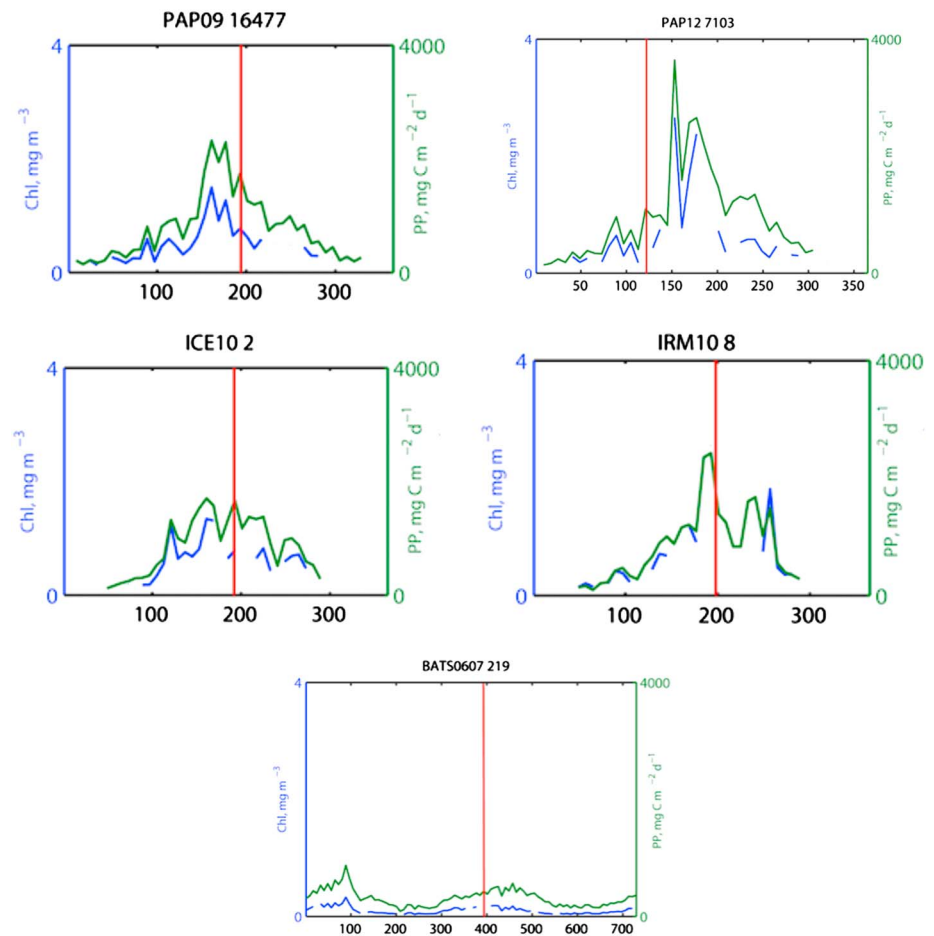 PAP09 16477
4
4000
Chl, mg m −3
PP, mg C m −2 d−1
0
0
100
200
300
PAP12 7103
4
4000
Chl, mg m −3
PP, mg C m −2 d−1
0
0
50
100
150
200
250
300
350
ICE10 2
4
4000
Chl, mg m −3
PP, mg C m −2 d−1
0
0
100
200
300
IRM10 8
4
4000
Chl, mg m −3
PP, mg C m −2 d−1
0
0
100
200
300
BATS0607 219
4
4000
Chl, mg m −3
PP, mg C m −2 d−1
0
0
100
200
300
400
500
600
700